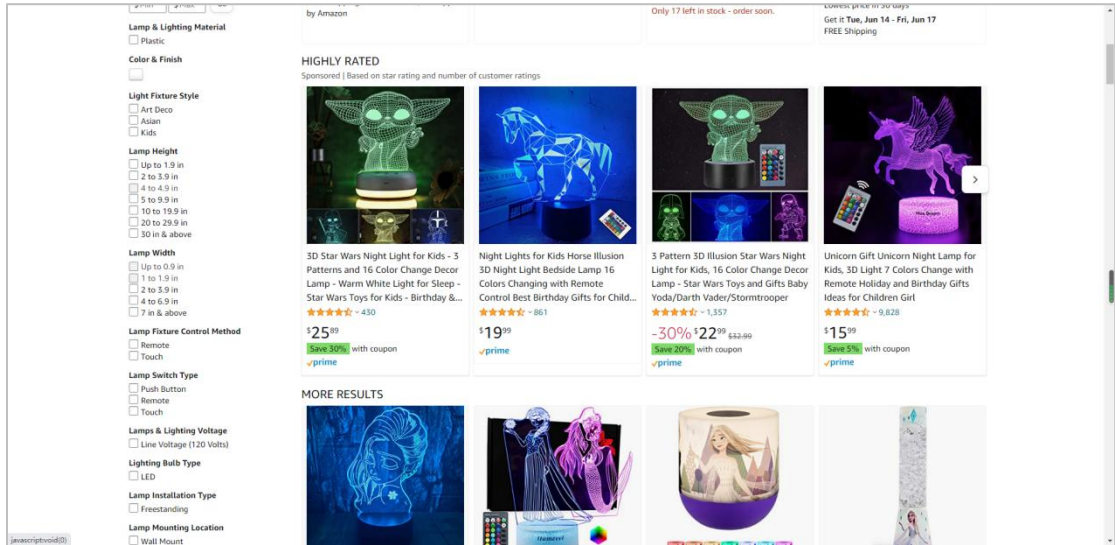 $Min
$Max
Go
Lamp & Lighting Material
Plastic
Color & Finish
Light Fixture Style
Art Deco
Asian
Kids
Lamp Height
Up to 1.9 in
2 to 3.9 in
4 to 4.9 in
5 to 9.9 in
10 to 19.9 in
20 to 29.9 in
30 in & above
Lamp Width
Up to 0.9 in
1 to 1.9 in
2 to 3.9 in
4 to 6.9 in
7 in & above
Lamp Fixture Control Method
Remote
Touch
Lamp Switch Type
Push Button
Remote
Touch
Lamps & Lighting Voltage
Line Voltage (120 Volts)
Lighting Bulb Type
LED
Lamp Installation Type
Freestanding
Lamp Mounting Location
Wall Mount
javascript:void(0)
by Amazon
Only 17 left in stock - order soon.
Lowest price in 30 days
Get it Tue, Jun 14 - Fri, Jun 17
FREE Shipping
HIGHLY RATED
Sponsored | Based on star rating and number of customer ratings
3D Star Wars Night Light for Kids - 3
Patterns and 16 Color Change Decor
Lamp - Warm White Light for Sleep -
Star Wars Toys for Kids - Birthday &...
430
$25 89
Save 30% with coupon
prime
Night Lights for Kids Horse Illusion
3D Night Light Bedside Lamp 16
Colors Changing with Remote
Control Best Birthday Gifts for Child...
861
$19 99
prime
3 Pattern 3D Illusion Star Wars Night
Light for Kids, 16 Color Change Decor
Lamp - Star Wars Toys and Gifts Baby
Yoda/Darth Vader/Stormtrooper
1,357
-30% $22 99 $32.99
Save 20% with coupon
prime
Unicorn Gift Unicorn Night Lamp for
Kids, 3D Light 7 Colors Change with
Remote Holiday and Birthday Gifts
Ideas for Children Girl
9,828
$15 99
Save 5% with coupon
prime
MORE RESULTS